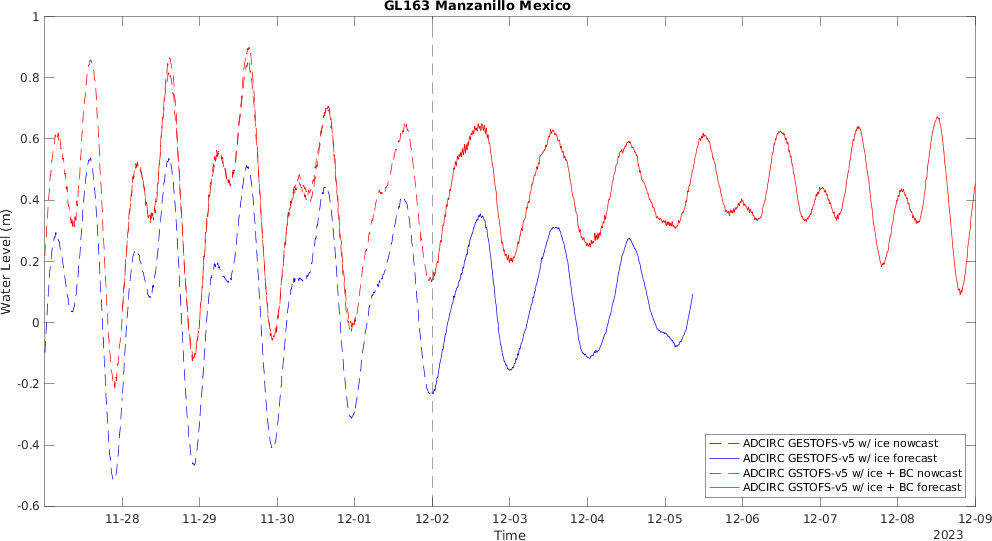 GL163 Manzanillo Mexico
Water Level (m)
1
0.8
0.6
0.4
0.2
0
-0.2
-0.4
-0.6
11-28 11-29 11-30 12-01 12-02 12-03 12-04 12-05 12-06 12-07 12-08 12-09
Time
2023
ADCIRC GESTOFS-v5 w/ ice nowcast
ADCIRC GESTOFS-v5 w/ ice forecast
ADCIRC GSTOFS-v5 w/ ice + BC nowcast
ADCIRC GSTOFS-v5 w/ ice + BC forecast